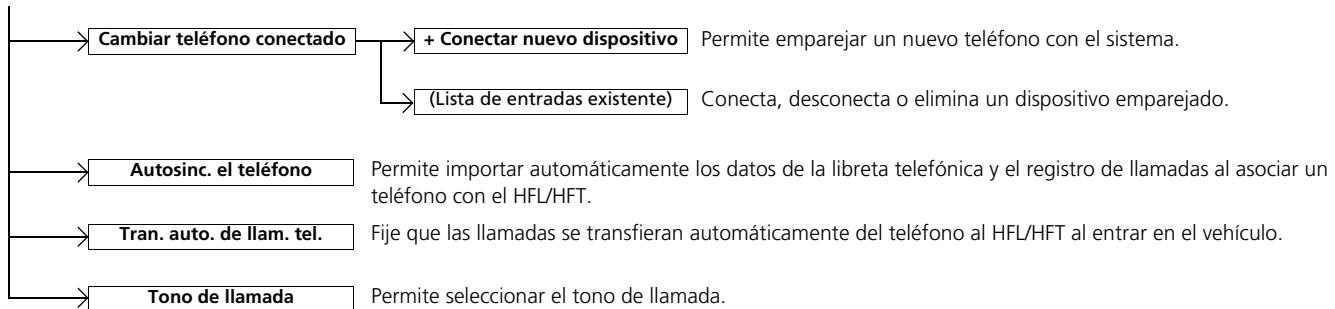 Cambiar teléfono conectado + Conectar nuevo dispositivo Permite emparejar un nuevo teléfono con el sistema.
(Lista de entradas existente) Conecta, desconecta o elimina un dispositivo emparejado.
Autosinc. el teléfono Permite importar automáticamente los datos de la libreta telefónica y el registro de llamadas al asociar un
teléfono con el HFL/HFT.
Tran. auto. de llam. tel. Fije que las llamadas se transfieran automáticamente del teléfono al HFL/HFT al entrar en el vehículo.
Tono de llamada Permite seleccionar el tono de llamada.